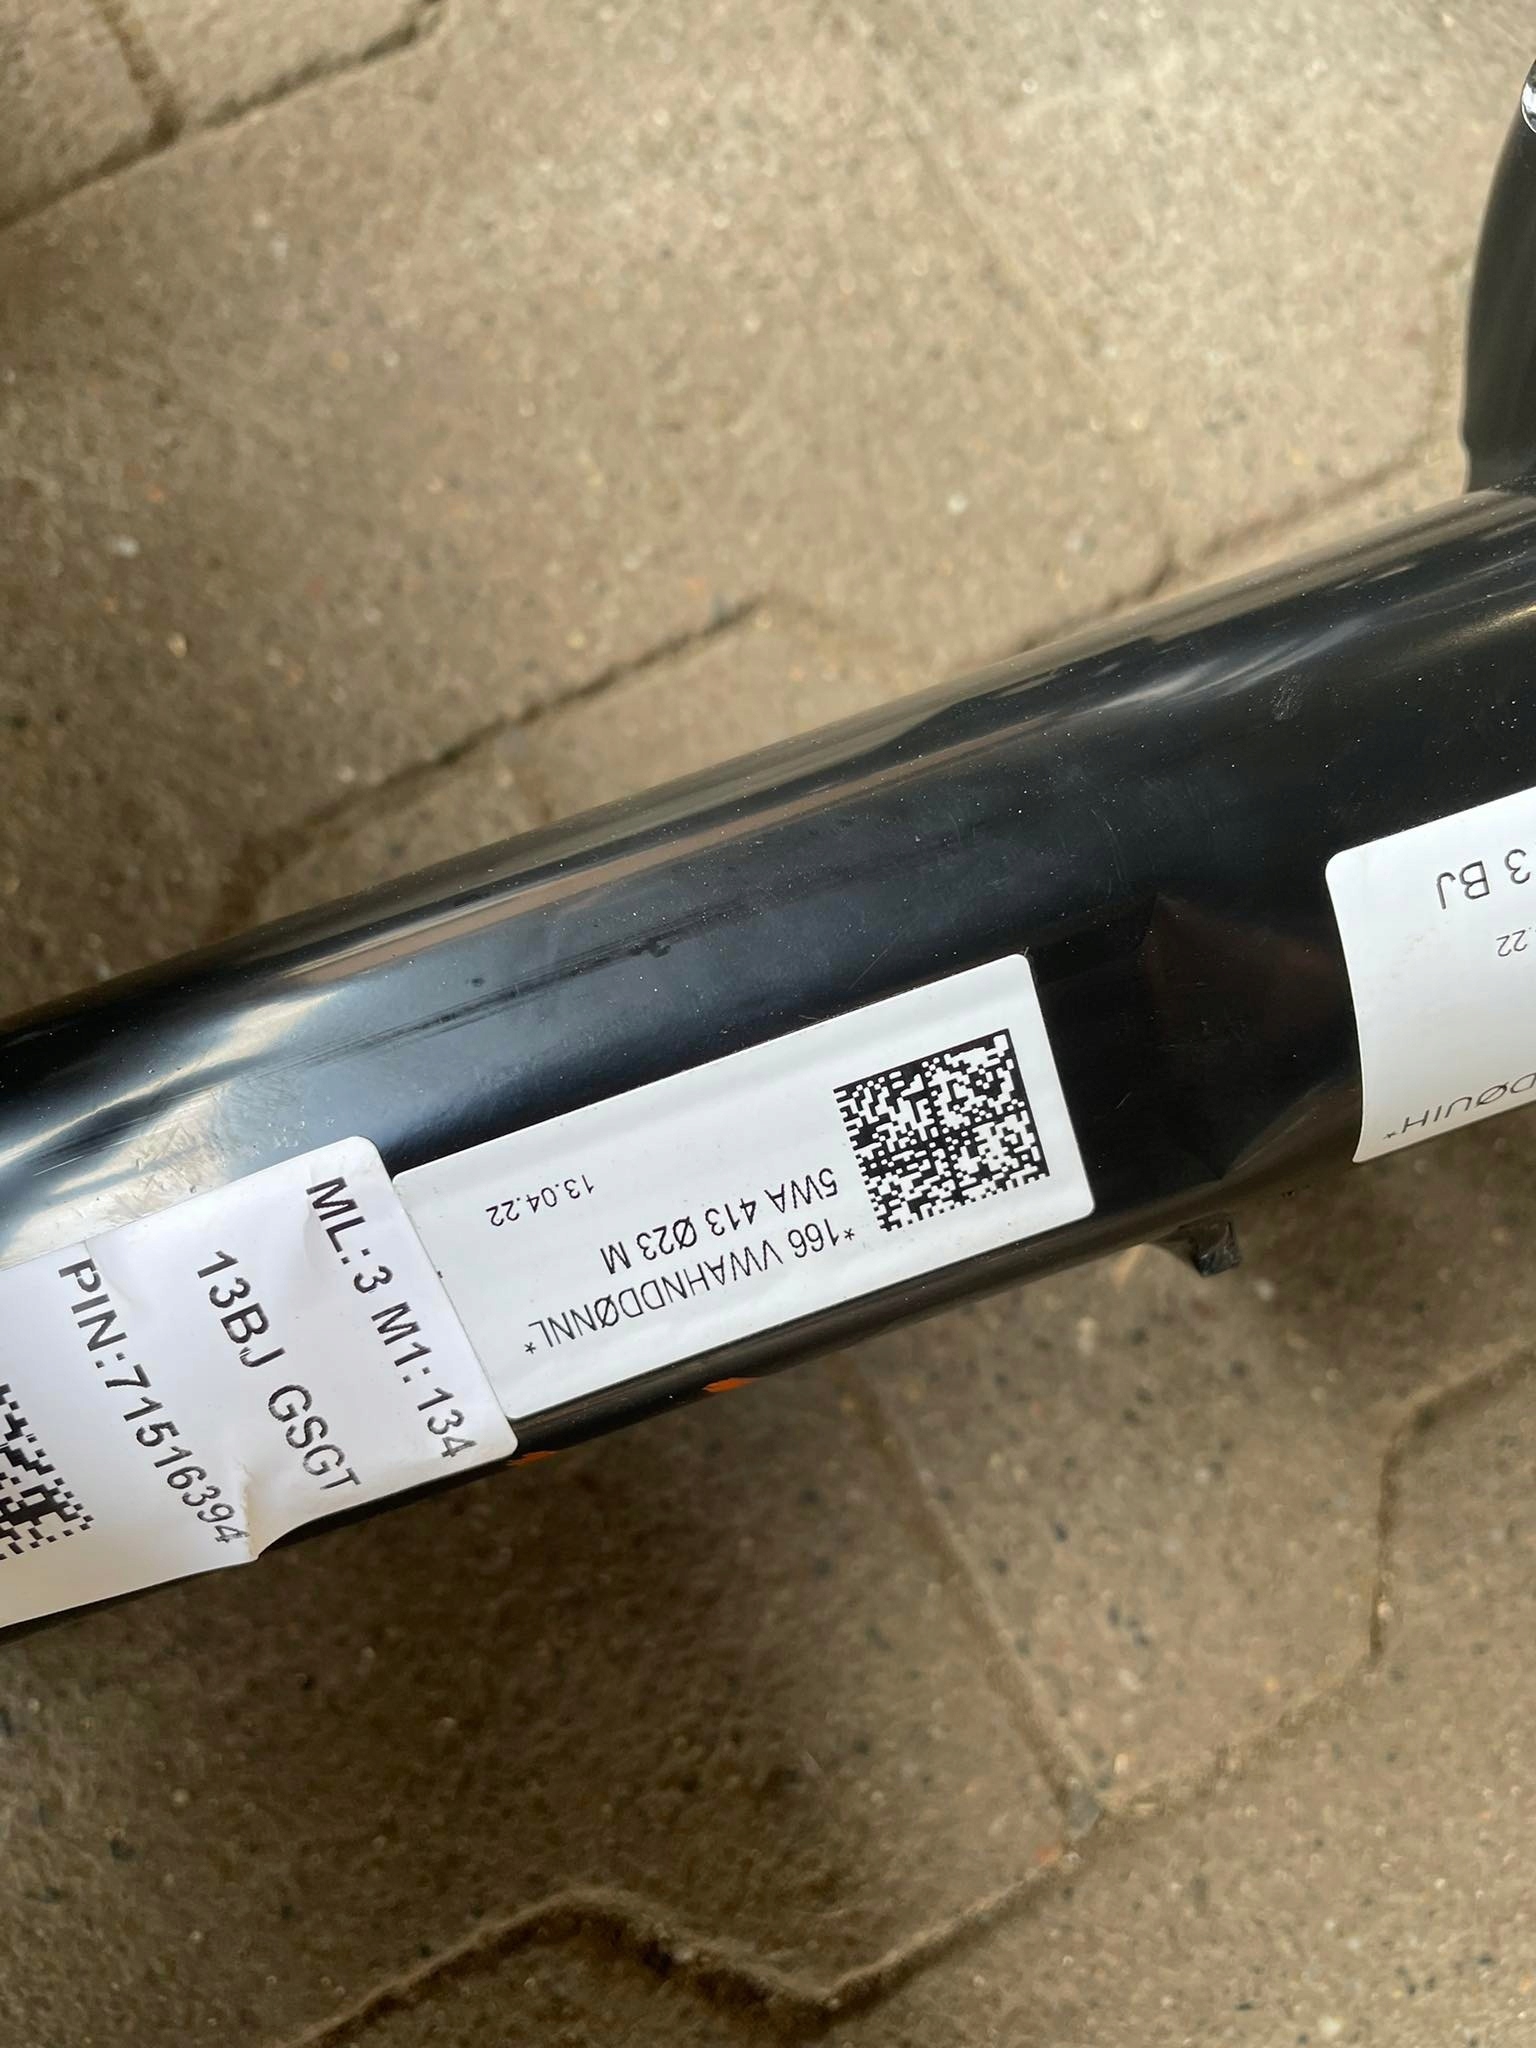 ML:3 M1:134
13BJ GSGT
PIN:71516394
*166 VWAHNDDØNNL*
5WA 413 Ø23 M
13.04.22
3 BJ
.22
DØUIH*